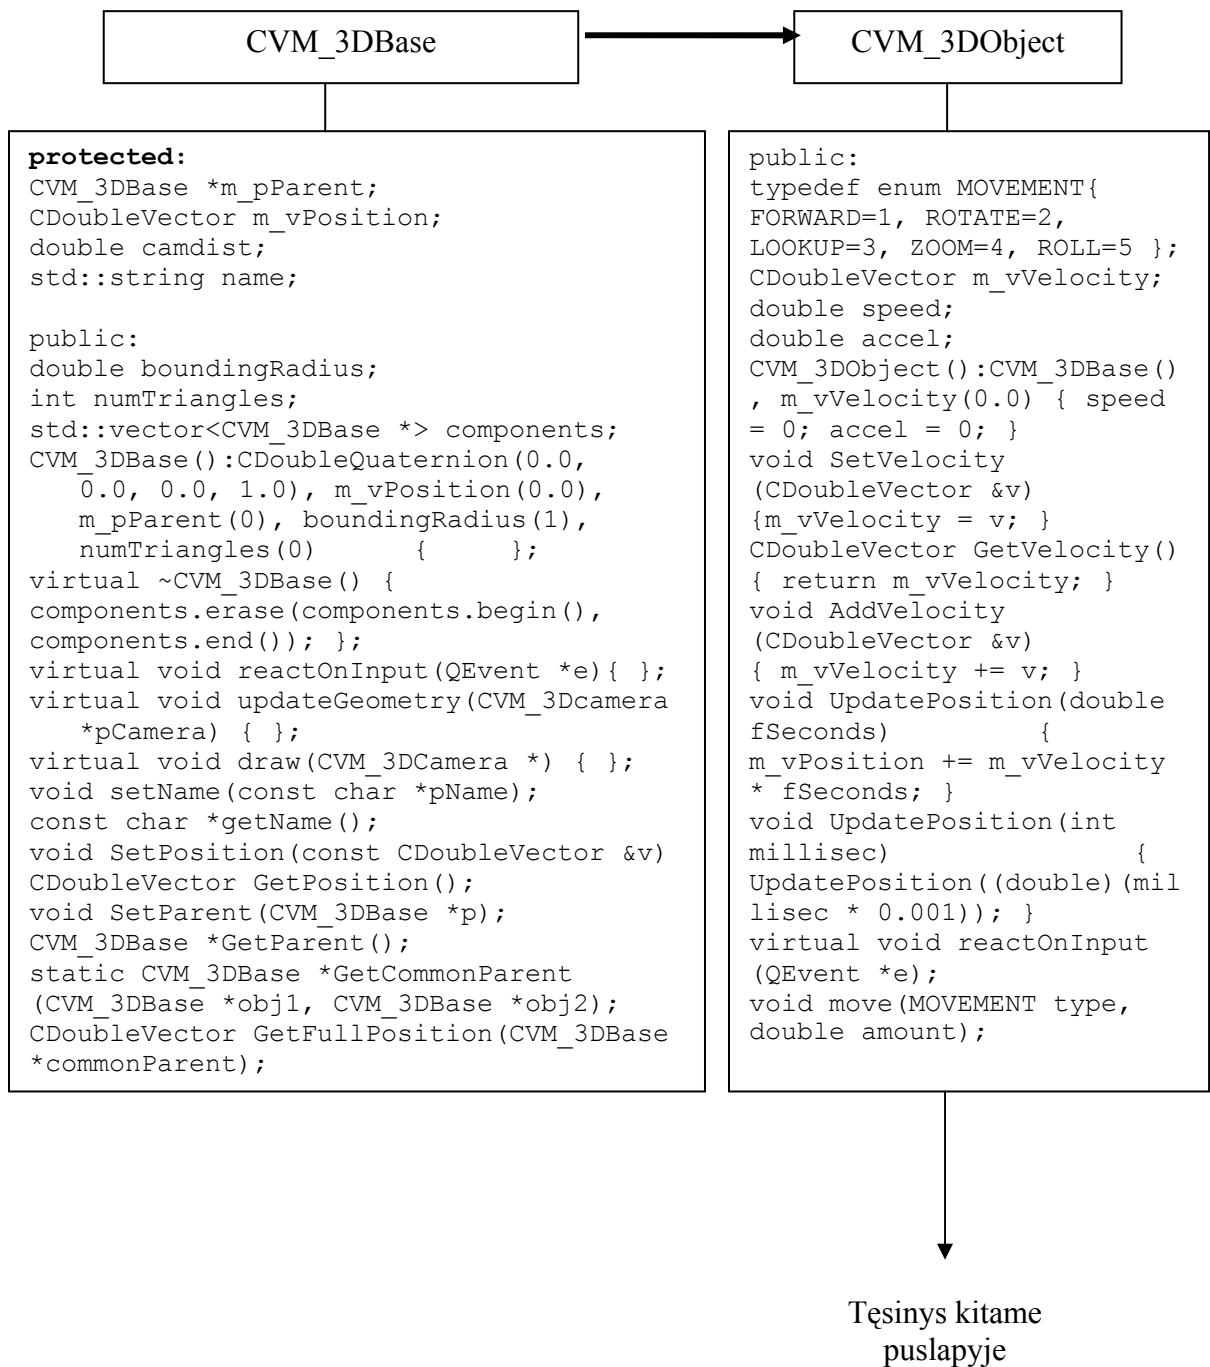 CVM_3DBase
CVM_3DObject
protected:
CVM_3DBase *m_pParent;
CDoubleVector m_vPosition;
double camdist;
std::string name;
public:
double boundingRadius;
int numTriangles;
std::vector<CVM_3DBase *> components;
CVM_3DBase():CDoubleQuaternion(0.0,
0.0, 0.0, 1.0), m_vPosition(0.0),
m_pParent(0), boundingRadius(1),
numTriangles(0) { };
virtual ~CVM_3DBase() {
components.erase(components.begin(),
components.end()); };
virtual void reactOnInput(QEvent *e){ };
virtual void updateGeometry(CVM_3Dcamera
*pCamera) { };
virtual void draw(CVM_3DCamera *) { };
void setName(const char *pName);
const char *getName();
void SetPosition(const CDoubleVector &v)
CDoubleVector GetPosition();
void SetParent(CVM_3DBase *p);
CVM_3DBase *GetParent();
static CVM_3DBase *GetCommonParent
(CVM_3DBase *obj1, CVM_3DBase *obj2);
CDoubleVector GetFullPosition(CVM_3DBase
*commonParent);
public:
typedef enum MOVEMENT{
FORWARD=1, ROTATE=2,
LOOKUP=3, ZOOM=4, ROLL=5 };
CDoubleVector m_vVelocity;
double speed;
double accel;
CVM_3DObject():CVM_3DBase()
, m_vVelocity(0.0) { speed
= 0; accel = 0; }
void SetVelocity
(CDoubleVector &v)
{m_vVelocity = v; }
CDoubleVector GetVelocity()
{ return m_vVelocity; }
void AddVelocity
(CDoubleVector &v)
{ m_vVelocity += v; }
void UpdatePosition(double
fSeconds) {
m_vPosition += m_vVelocity
* fSeconds; }
void UpdatePosition(int
millisec) {
UpdatePosition((double)(mil
lisec * 0.001)); }
virtual void reactOnInput
(QEvent *e);
void move(MOVEMENT type,
double amount);
Tęsinys kitame
puslapyje